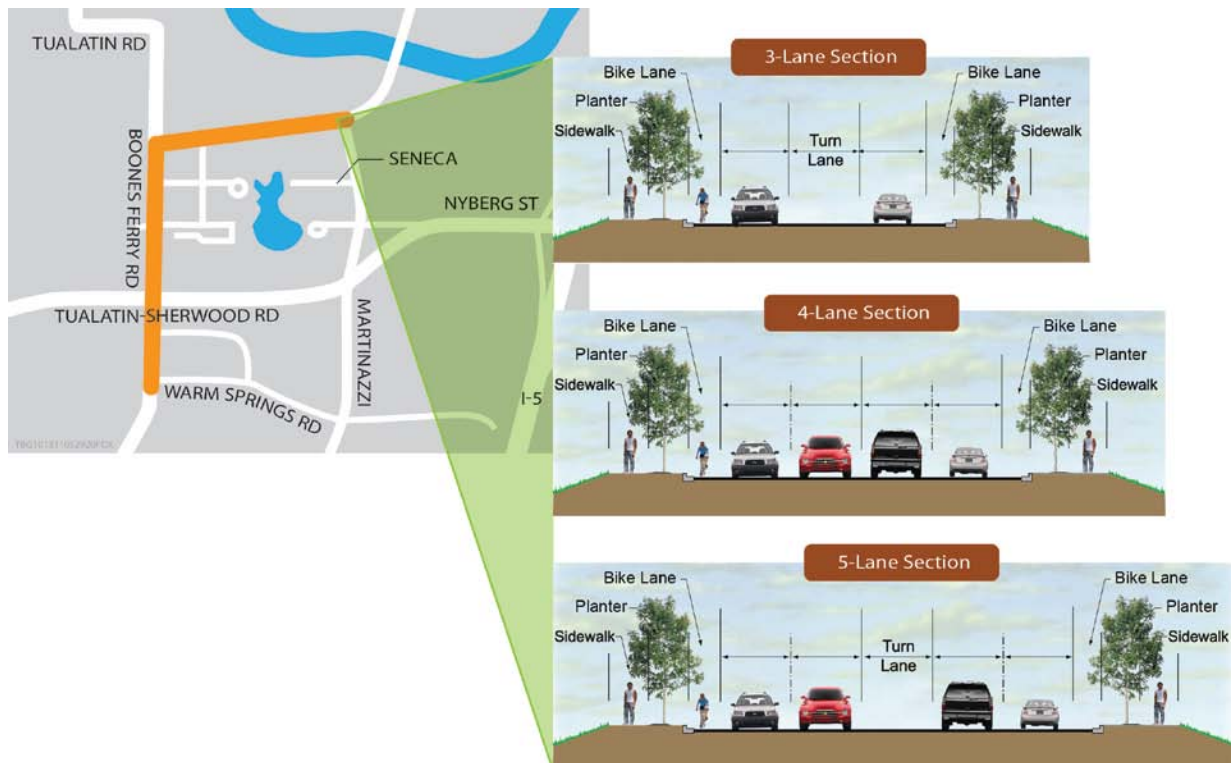 TUALATIN RD
BOONES FERRY RD
SENECA
NYBERG ST
TUALATIN-SHERWOOD RD
MARTINAZZI
WARM SPRINGS RD
I-5
3-Lane Section
Bike Lane
Bike Lane
Planter
Planter
Sidewalk
Turn
Lane
Sidewalk
4-Lane Section
Bike Lane
Bike Lane
Planter
Planter
Sidewalk
Sidewalk
5-Lane Section
Bike Lane
Bike Lane
Planter
Planter
Sidewalk
Turn
Lane
Sidewalk